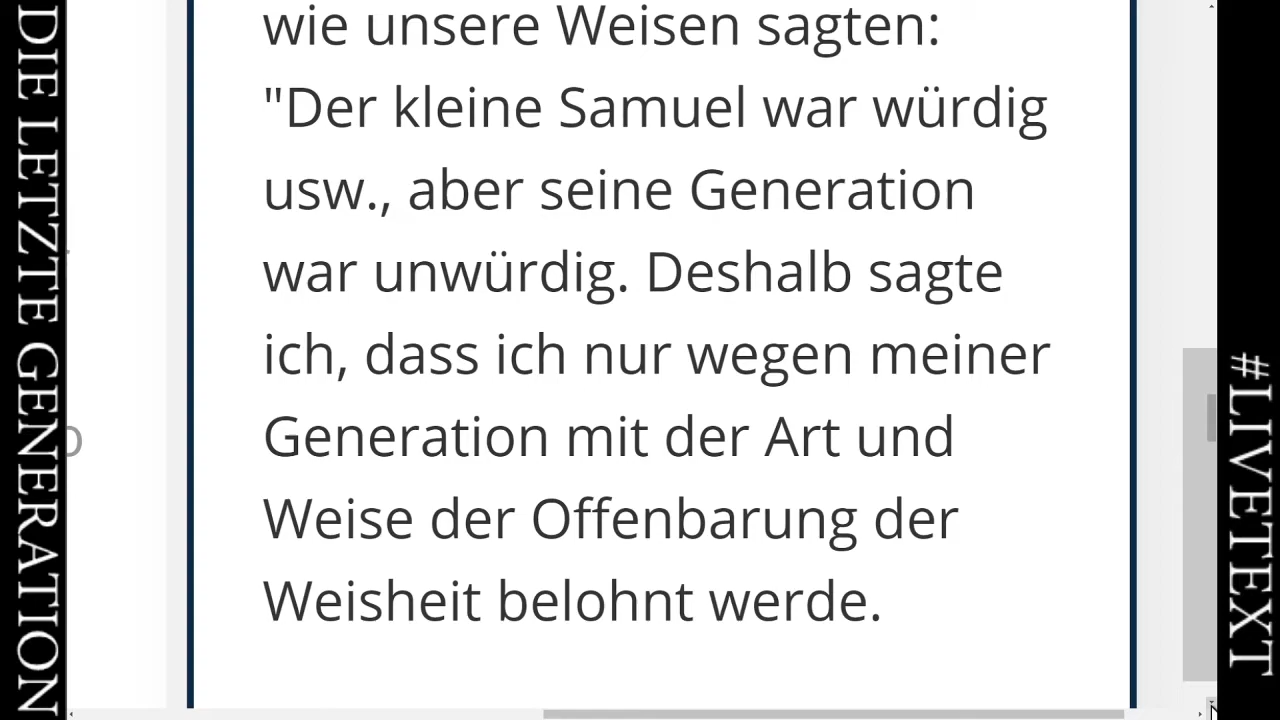 DIE LETZTE GENERATION
wie unsere Weisen sagten:
"Der kleine Samuel war würdig
usw., aber seine Generation
war unwürdig. Deshalb sagte
ich, dass ich nur wegen meiner
Generation mit der Art und
Weise der Offenbarung der
Weisheit belohnt werde.
#LIVETEXT